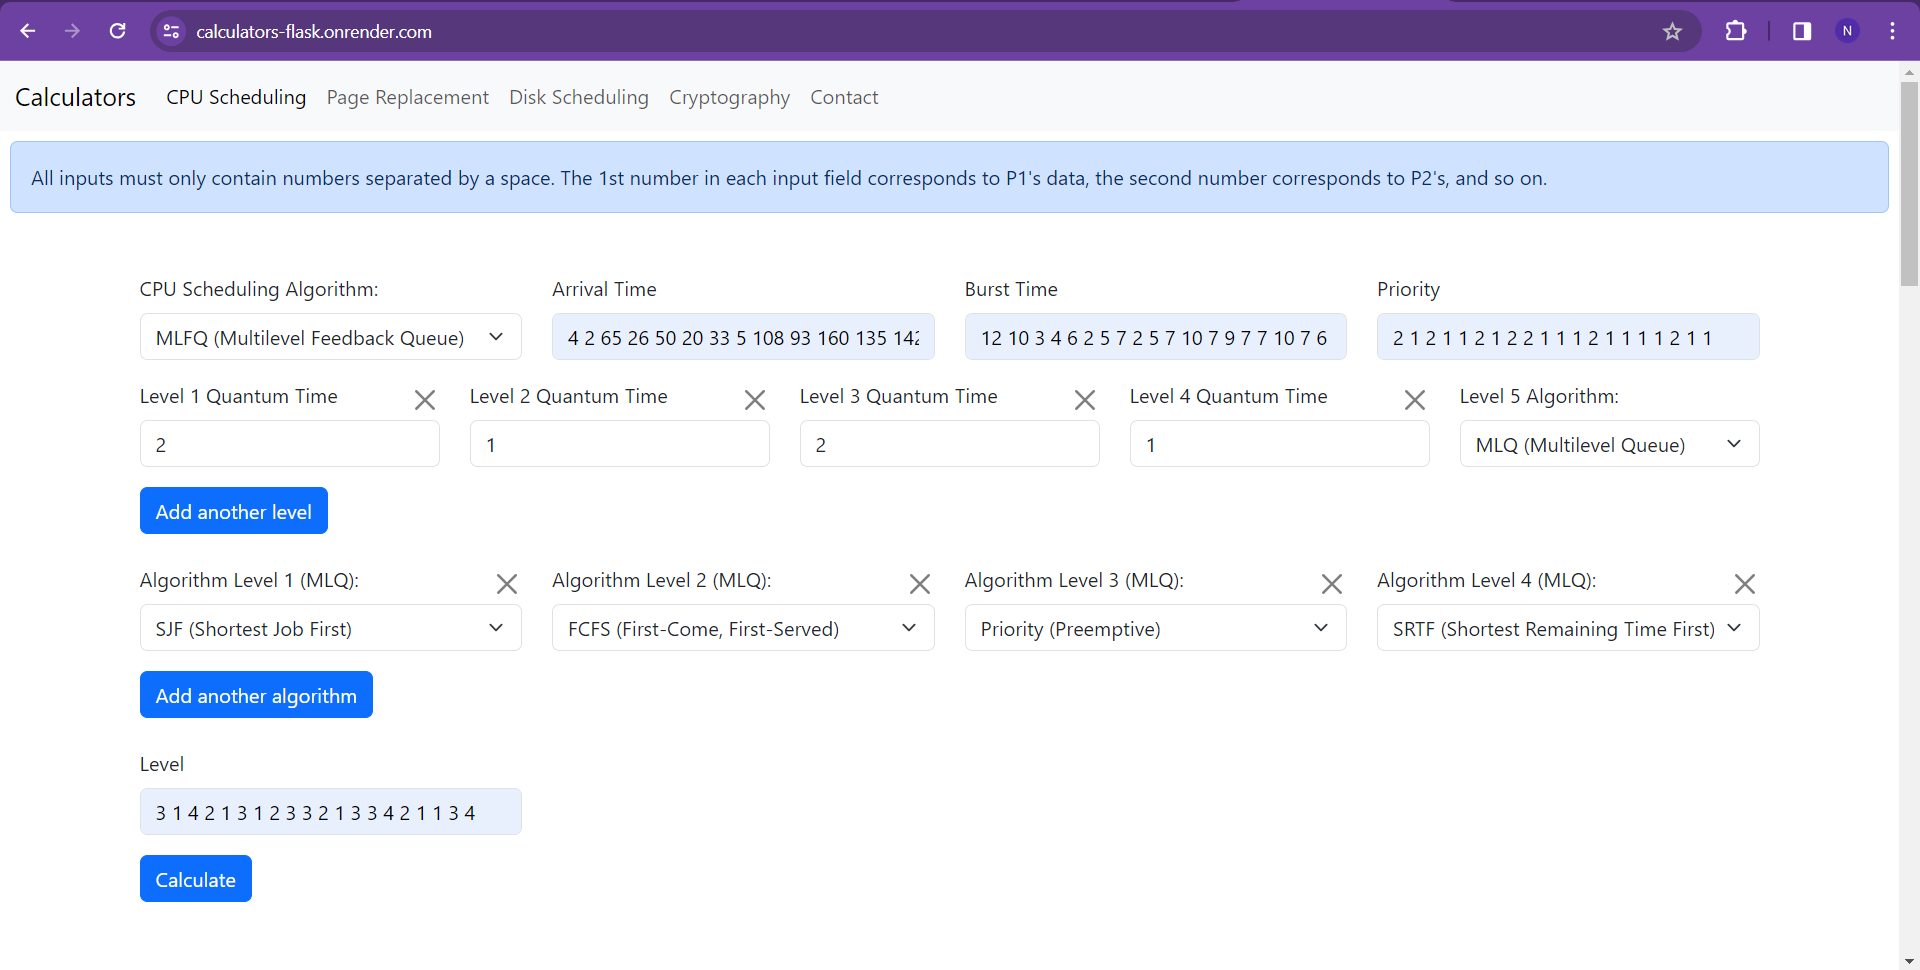 calculators-flask.onrender.com
N
Calculators CPU Scheduling Page Replacement Disk Scheduling Cryptography Contact
All inputs must only contain numbers separated by a space. The 1st number in each input field corresponds to P1's data, the second number corresponds to P2's, and so on.
CPU Scheduling Algorithm: Arrival Time Burst Time Priority
MLFQ (Multilevel Feedback Queue) 4 2 65 26 50 20 33 5 108 93 160 135 142 12 10 3 4 6 2 5 7 2 5 7 10 7 9 7 7 10 7 6 2 1 2 1 1 2 1 2 2 1 1 1 2 1 1 1 1 2 1 1
Level 1 Quantum Time Level 2 Quantum Time Level 3 Quantum Time Level 4 Quantum Time Level 5 Algorithm:
2 1 2 1 MLQ (Multilevel Queue)
Add another level
Algorithm Level 1 (MLQ): Algorithm Level 2 (MLQ): Algorithm Level 3 (MLQ): Algorithm Level 4 (MLQ):
SJF (Shortest Job First) FCFS (First-Come, First-Served) Priority (Preemptive) SRTF (Shortest Remaining Time First)
Add another algorithm
Level
3 1 4 2 1 3 1 2 3 3 2 1 3 3 4 2 1 1 3 4
Calculate